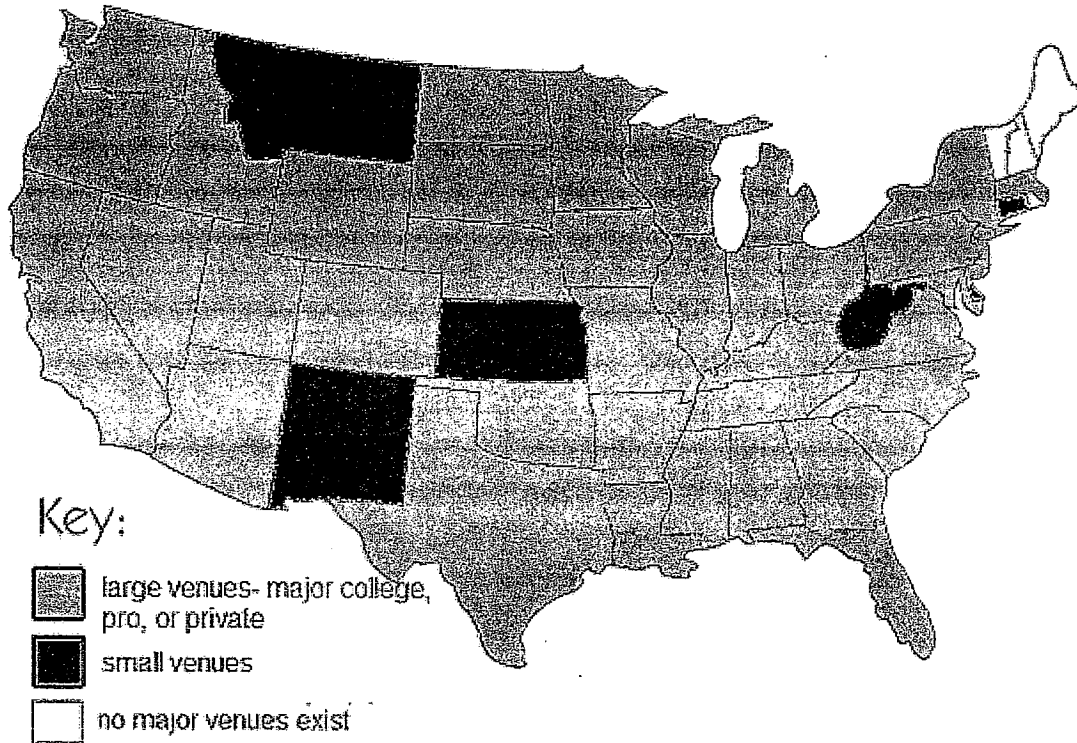 Key:
large venues- major college,
pro, or private
small venues
no major venues exist